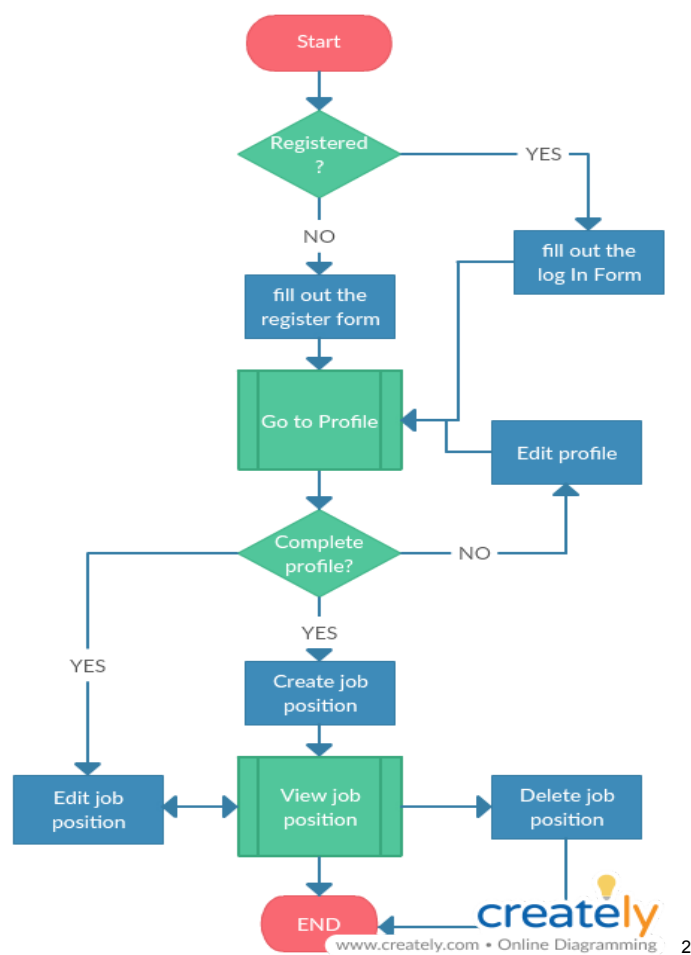 Start
Registered
?
YES
NO
fill out the
log In Form
fill out the
register form
Go to Profile
Edit profile
Complete
profile?
NO
YES
YES
Create job
position
Edit job
position
View job
position
Delete job
position
END
creately
www.creately.com • Online Diagramming
2